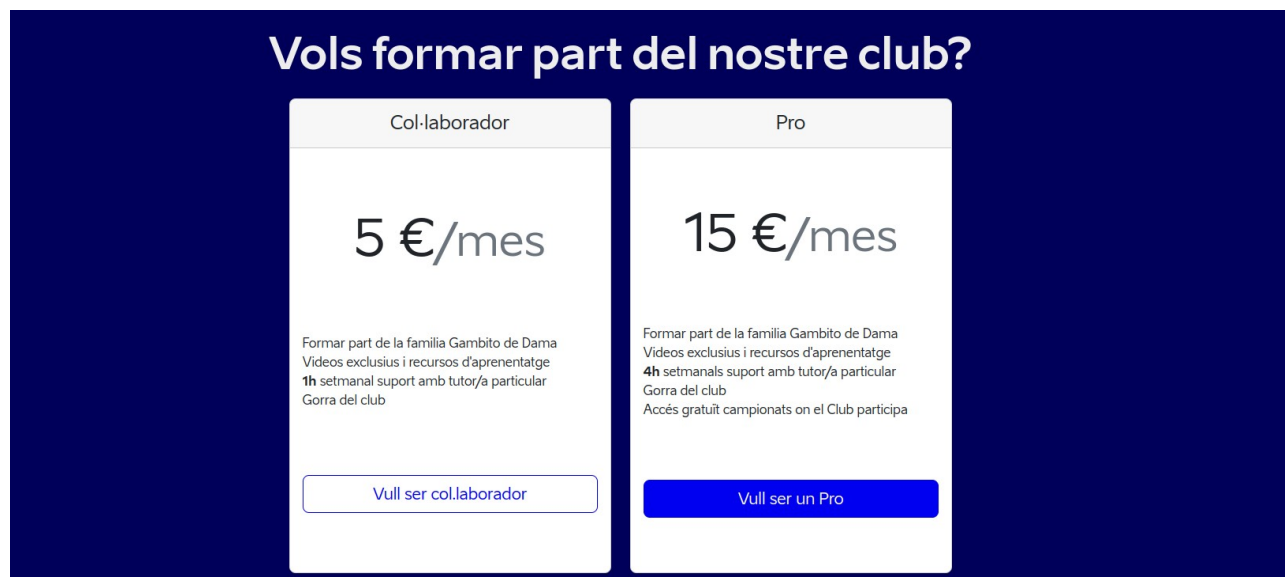 Vols formar part del nostre club?
Col·laborador
5 €/mes
Formar part de la familia Gambito de Dama
Videos exclusius i recursos d'aprenentatge
1h setmanal suport amb tutor/a particular
Gorra del club
Vull ser col.laborador
Pro
15 €/mes
Formar part de la familia Gambito de Dama
Videos exclusius i recursos d'aprenentatge
4h setmanals suport amb tutor/a particular
Gorra del club
Accés gratuït campionats on el Club participa
Vull ser un Pro